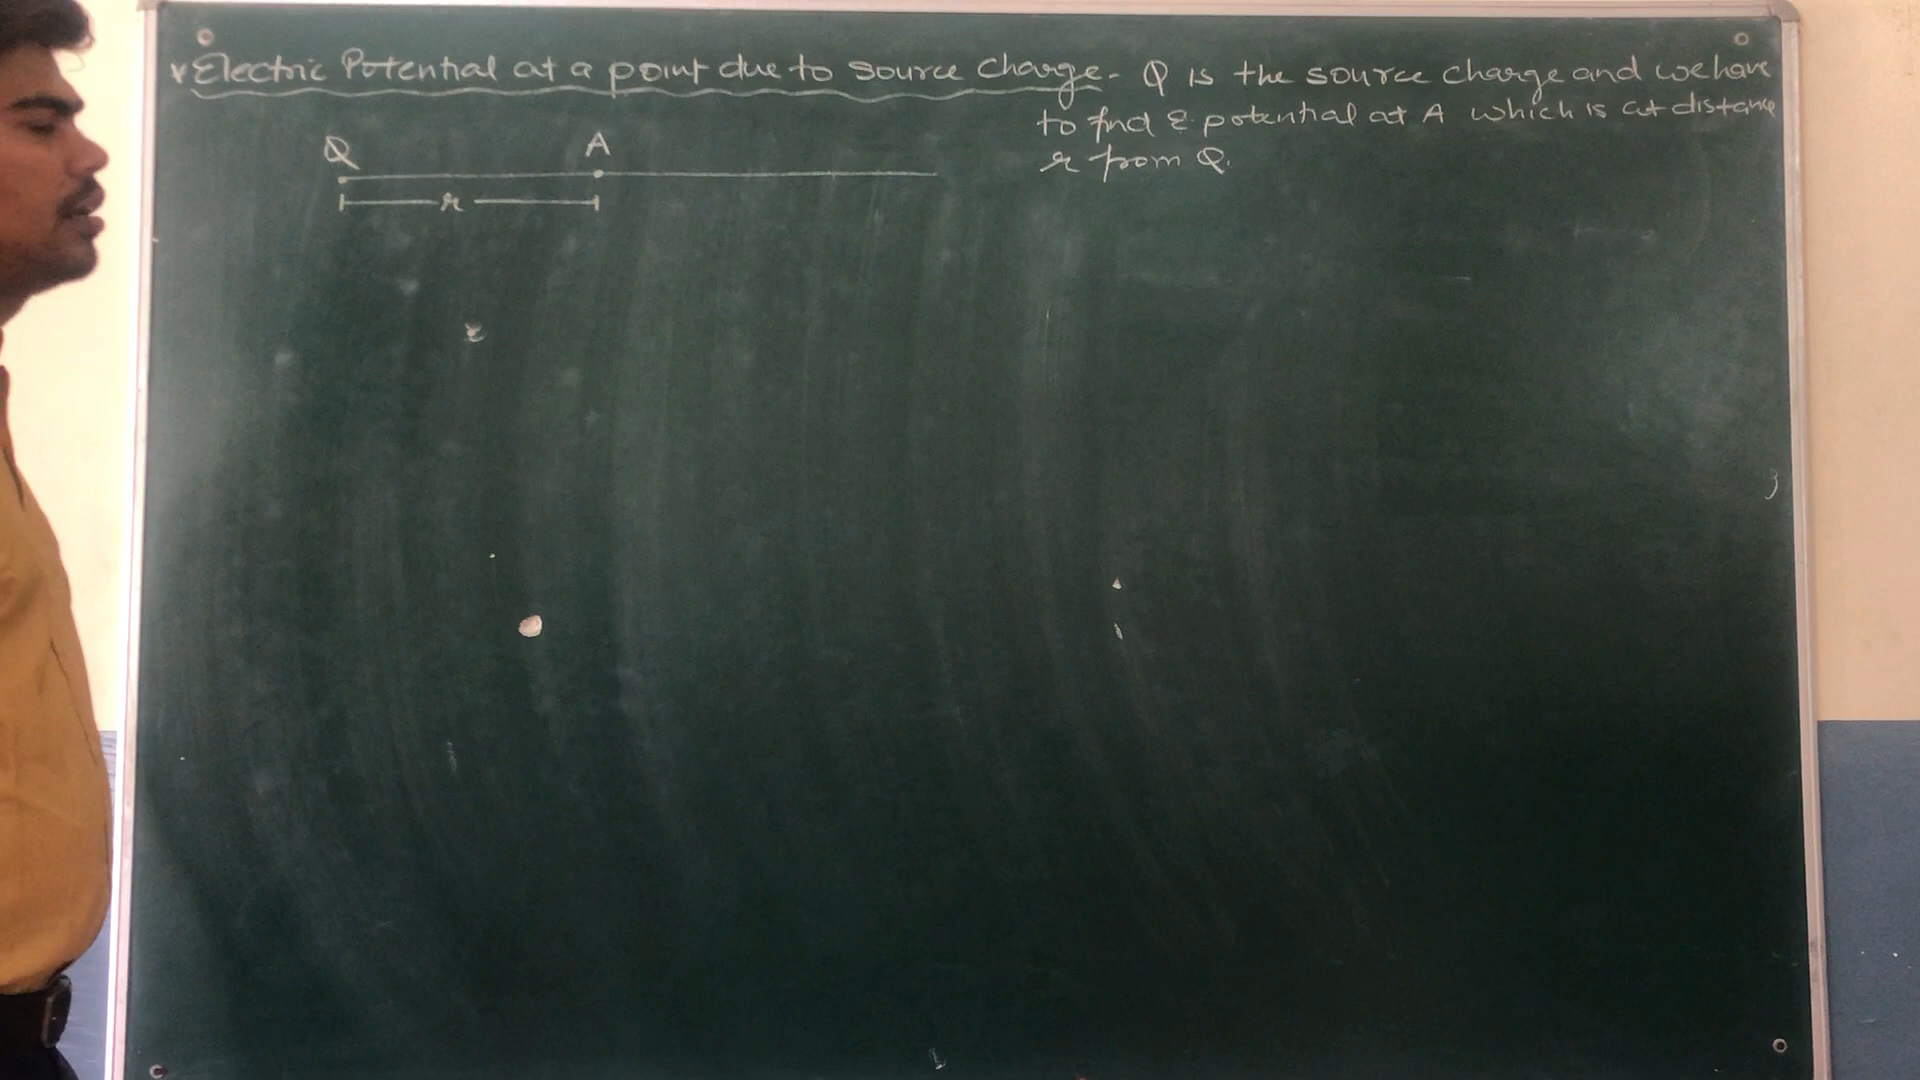 Electric Potential at a point due to source charge - Q is the source charge and we have
to find E. potential at A which is at distance
r from Q.
Q A
r